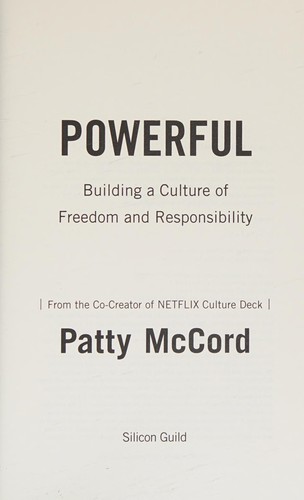 POWERFUL
Building a Culture of
Freedom and Responsibility
| From the Co-Creator of NETFLIX Culture Deck |
Patty McCord
Silicon Guild